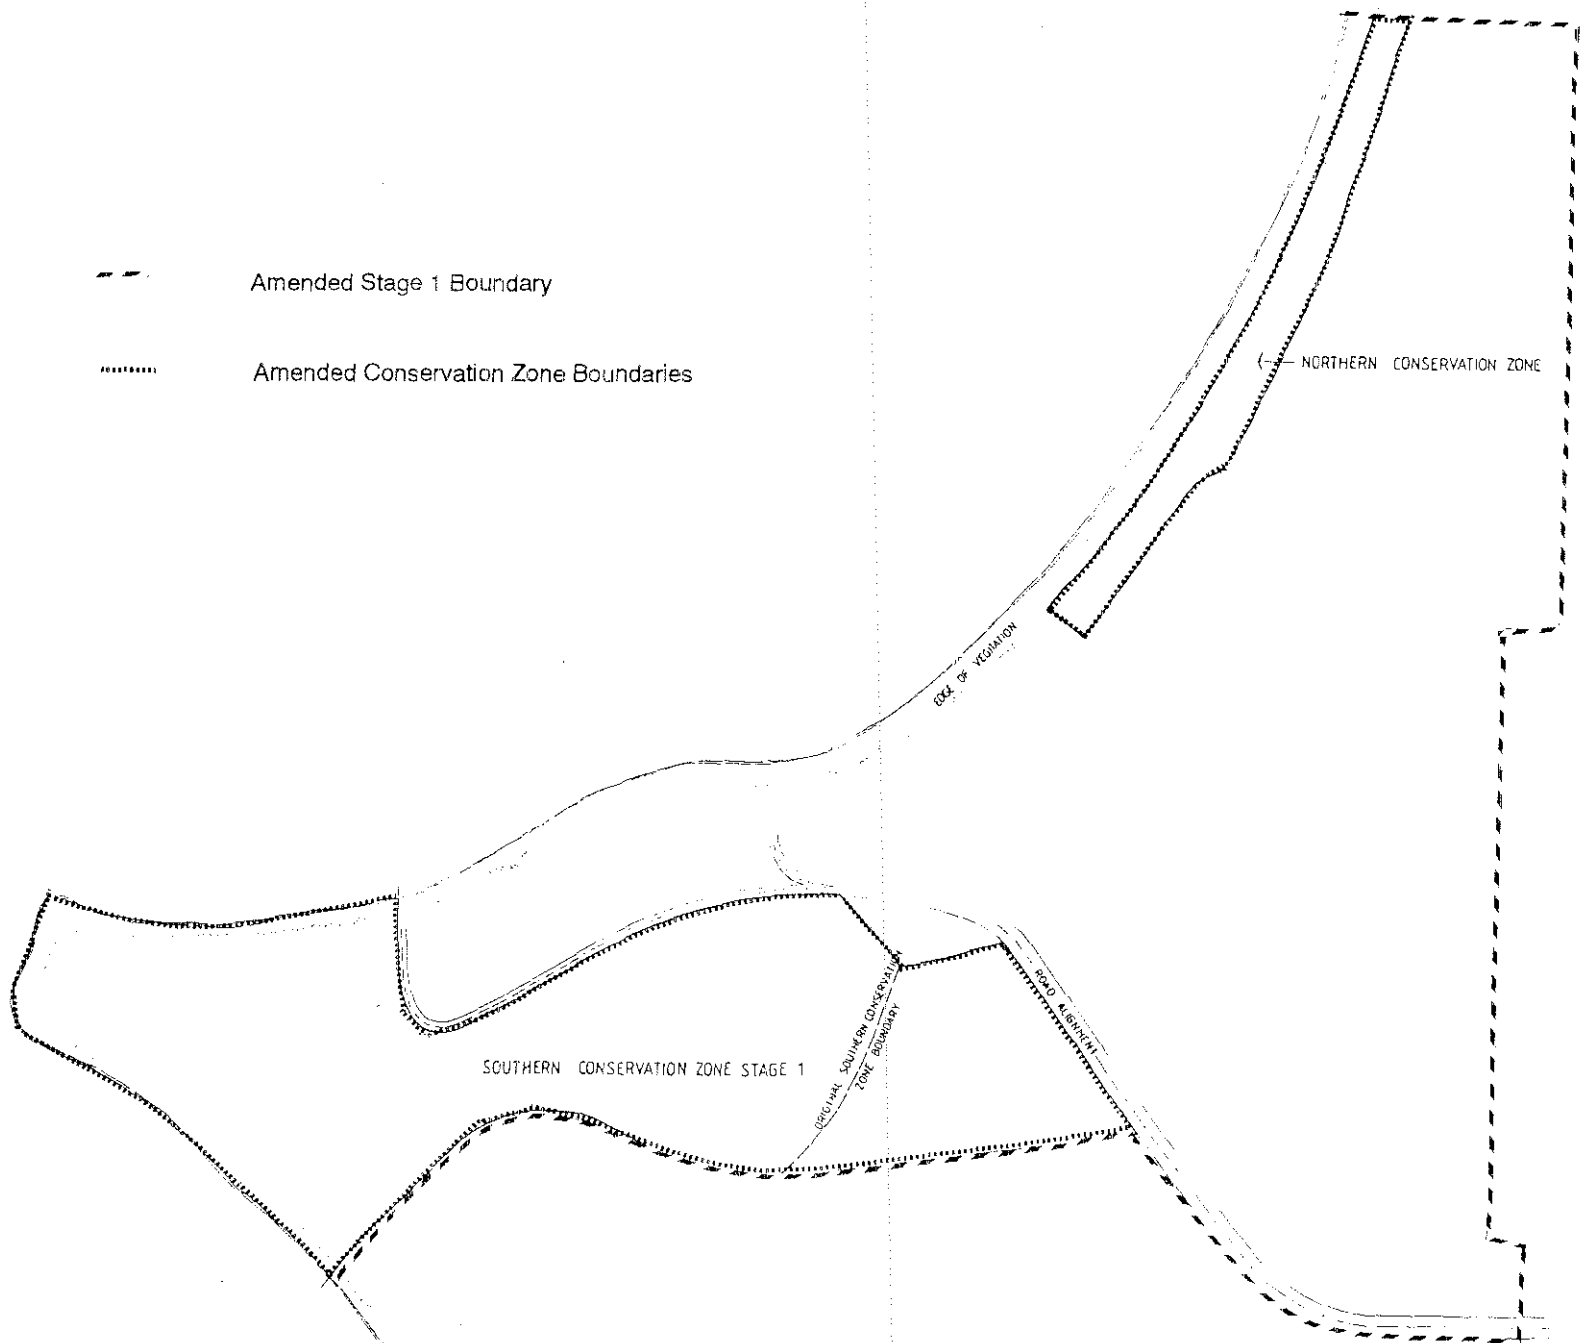 Amended Stage 1 Boundary
Amended Conservation Zone Boundaries
NORTHERN CONSERVATION ZONE
EDGE OF VEGITATION
ROAD ALIGNMENT
ORIGINAL SOUTHERN CONSERVATION
ZONE BOUNDARY
SOUTHERN CONSERVATION ZONE STAGE 1